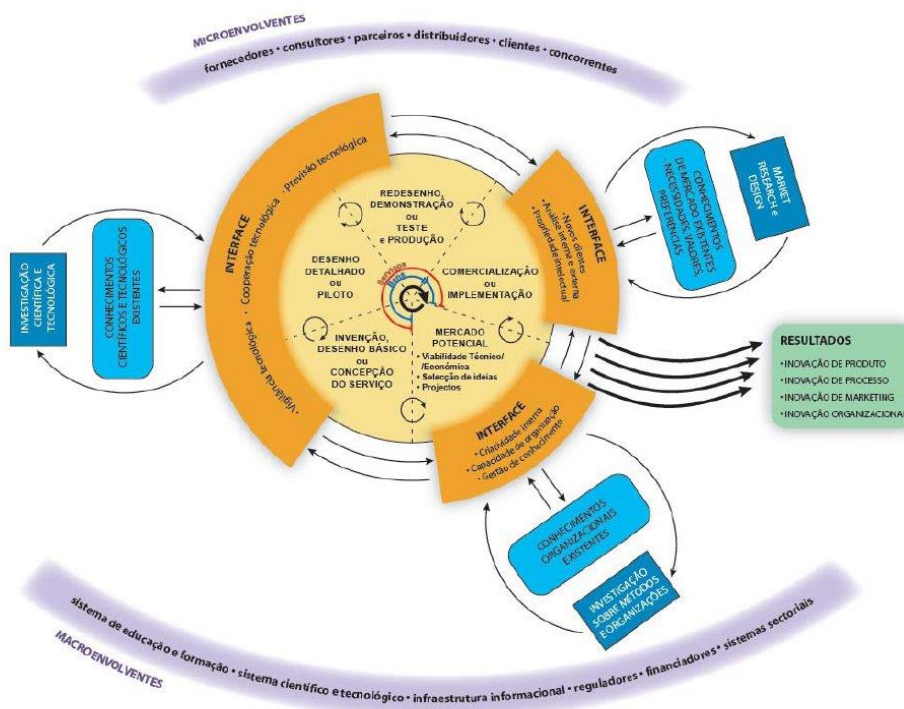 MICROENVOLVENTES
fornecedores • consultores • parceiros • distribuidores • clientes • concorrentes
INTERFACE
• Vigilância tecnológica • Cooperação tecnológica • Previsão tecnológica
INVESTIGAÇÃO
CIENTÍFICA E
TECNOLÓGICA
CONHECIMENTOS
CIENTÍFICOS E TECNOLÓGICOS
EXISTENTES
REDESENHO,
DEMONSTRAÇÃO
ou
TESTE
e PRODUÇÃO
DESENHO
DETALHADO
ou
PILOTO
Serviços
Bens
COMERCIALIZAÇÃO
ou
IMPLEMENTAÇÃO
INVENÇÃO,
DESENHO BÁSICO
ou
CONCEPÇÃO
DO SERVIÇO
MERCADO
POTENCIAL
• Viabilidade Técnico/
/Económica
• Selecção de ideias
• Projectos
INTERFACE
• Novos clientes
• Análise interna e externa
• Propriedade intelectual
CONHECIMENTOS
DE MERCADO EXISTENTES
- NECESSIDADES, VALORES,
PREFERENCIAS
MARKET
RESEARCH e
DESIGN
RESULTADOS
• INOVAÇÃO DE PRODUTO
• INOVAÇÃO DE PROCESSO
• INOVAÇÃO DE MARKETING
• INOVAÇÃO ORGANIZACIONAL
INTERFACE
• Criatividade interna
• Capacidade de organização
• Gestão de conhecimento
CONHECIMENTOS
ORGANIZACIONAIS
EXISTENTES
INVESTIGAÇÃO
SOBRE MÉTODOS
E ORGANIZAÇÕES
sistema de educação e formação • sistema científico e tecnológico • infraestrutura informacional • reguladores • financiadores • sistemas sectoriais
MACROENVOLVENTES